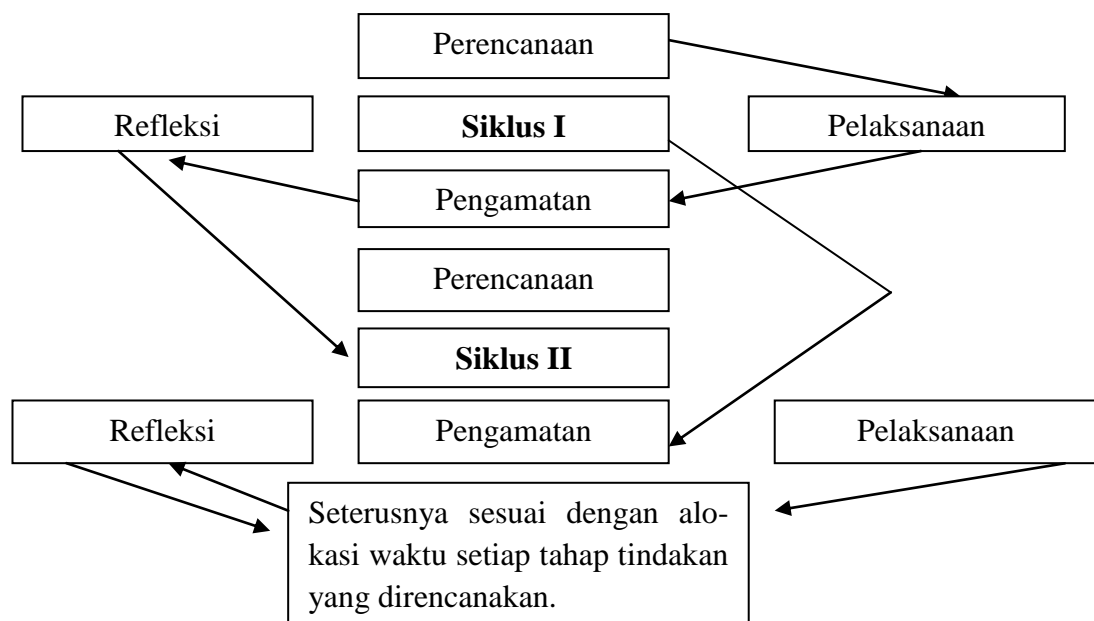 Perencanaan
Refleksi
Siklus I
Pelaksanaan
Pengamatan
Perencanaan
Siklus II
Refleksi
Pengamatan
Pelaksanaan
Seterusnya sesuai dengan alo-
kasi waktu setiap tahap tindakan
yang direncanakan.